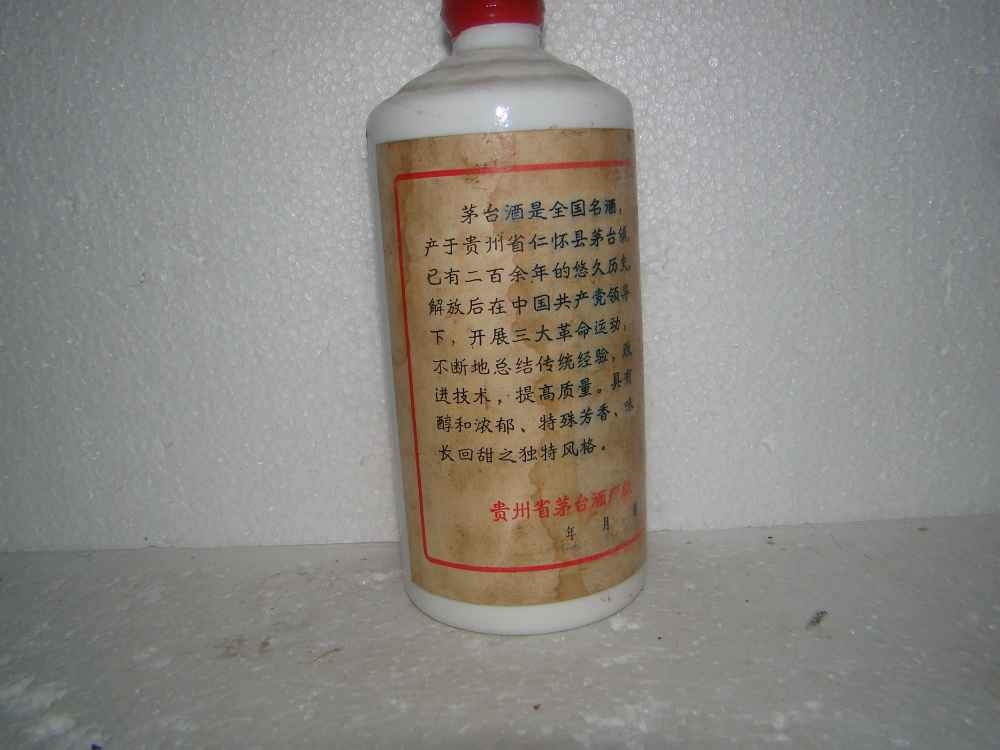 茅台酒是全国名酒，
产于贵州省仁怀县茅台镇，
已有二百余年的悠久历史。
解放后在中国共产党领导
下，开展三大革命运动，
不断地总结传统经验，改
进技术，提高质量。具有
醇和浓郁、特殊芳香、味
长回甜之独特风格。
贵州省茅台酒厂
年 月